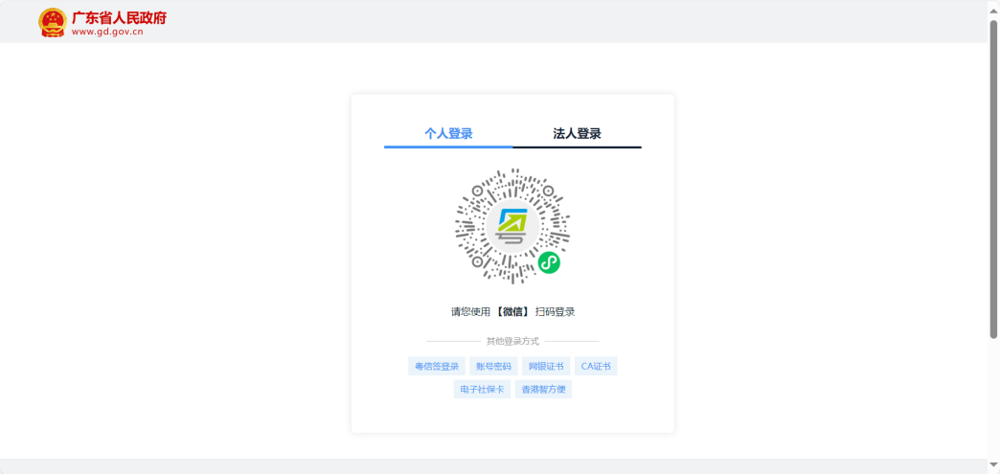 广东省人民政府
www.gd.gov.cn
个人登录 法人登录
请您使用【微信】扫码登录
其他登录方式
粤信签登录 账号密码 网银证书 CA证书
电子社保卡 香港智方便